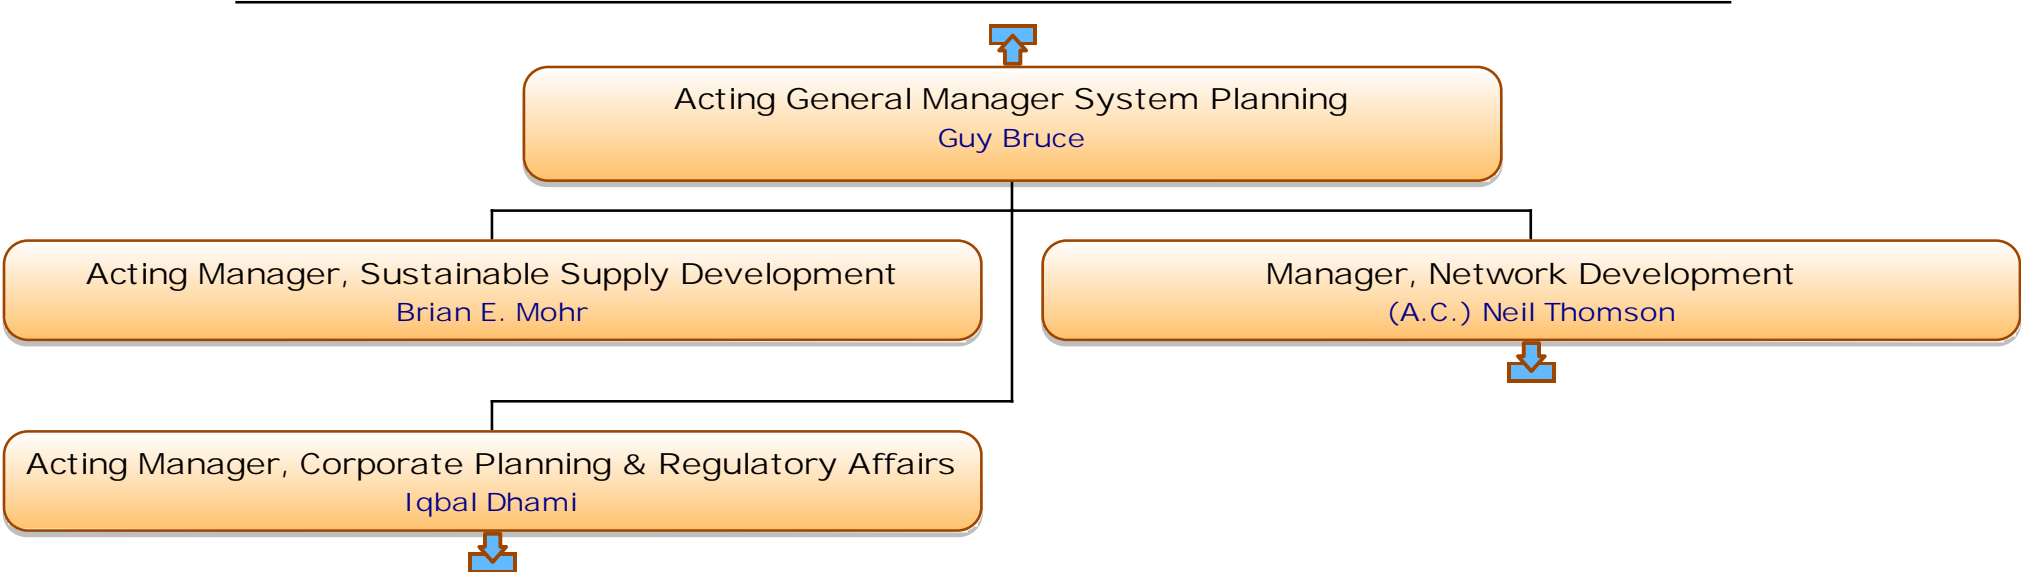 Acting General Manager System Planning
Guy Bruce
Acting Manager, Sustainable Supply Development
Brian E. Mohr
Manager, Network Development
(A.C.) Neil Thomson
Acting Manager, Corporate Planning & Regulatory Affairs
Iqbal Dhami